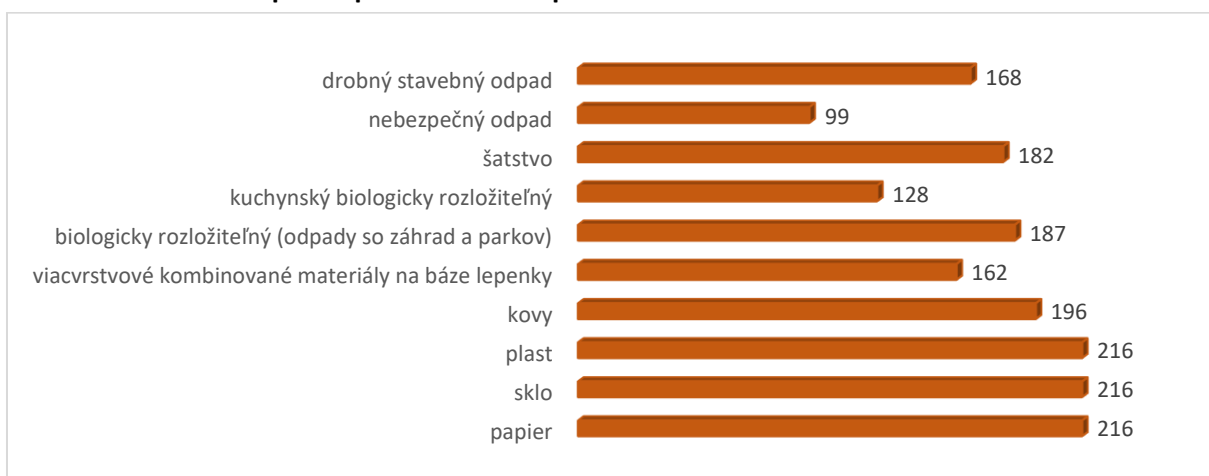 drobný stavebný odpad 168
nebezpečný odpad 99
šatstvo 182
kuchynský biologicky rozložiteľný 128
biologicky rozložiteľný (odpady so záhrad a parkov) 187
viacvrstvové kombinované materiály na báze lepenky 162
kovy 196
plast 216
sklo 216
papier 216